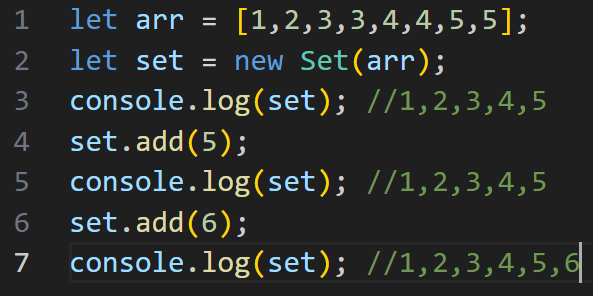 1 let arr = [1,2,3,3,4,4,5,5];
2 let set = new Set(arr);
3 console.log(set); //1,2,3,4,5
4 set.add(5);
5 console.log(set); //1,2,3,4,5
6 set.add(6);
7 console.log(set); //1,2,3,4,5,6